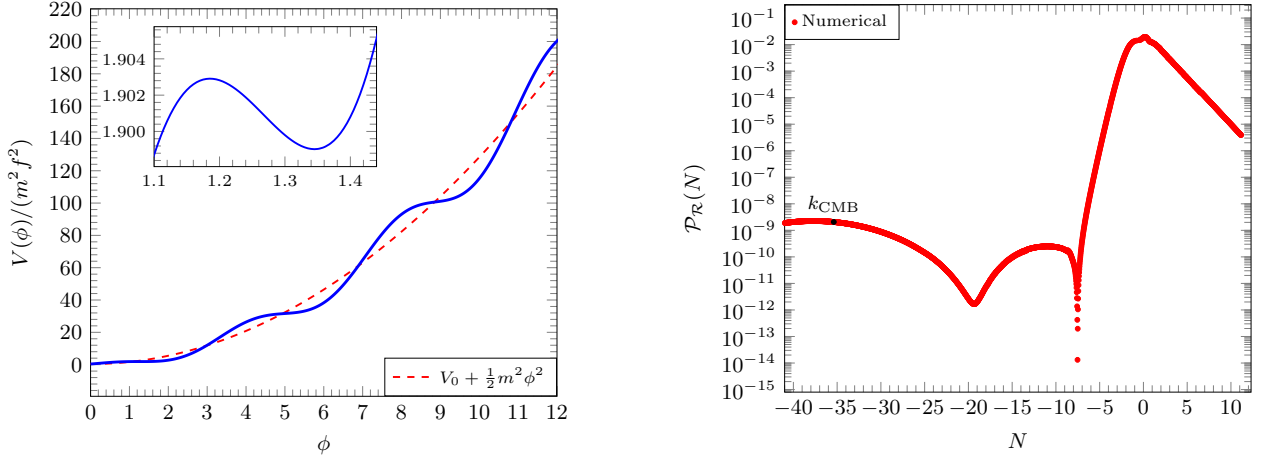 V(ϕ)/(m²f²)
200
180
160
140
120
100
80
60
40
20
0
0 1 2 3 4 5 6 7 8 9 10 11 12
ϕ
1.904
1.902
1.900
1.1 1.2 1.3 1.4
V₀ + ½m²ϕ²
𝒫_ℛ(N)
10⁻¹
10⁻²
10⁻³
10⁻⁴
10⁻⁵
10⁻⁶
10⁻⁷
10⁻⁸
10⁻⁹
10⁻¹⁰
10⁻¹¹
10⁻¹²
10⁻¹³
10⁻¹⁴
10⁻¹⁵
−40 −35 −30 −25 −20 −15 −10 −5 0 5 10
N
Numerical
k_CMB